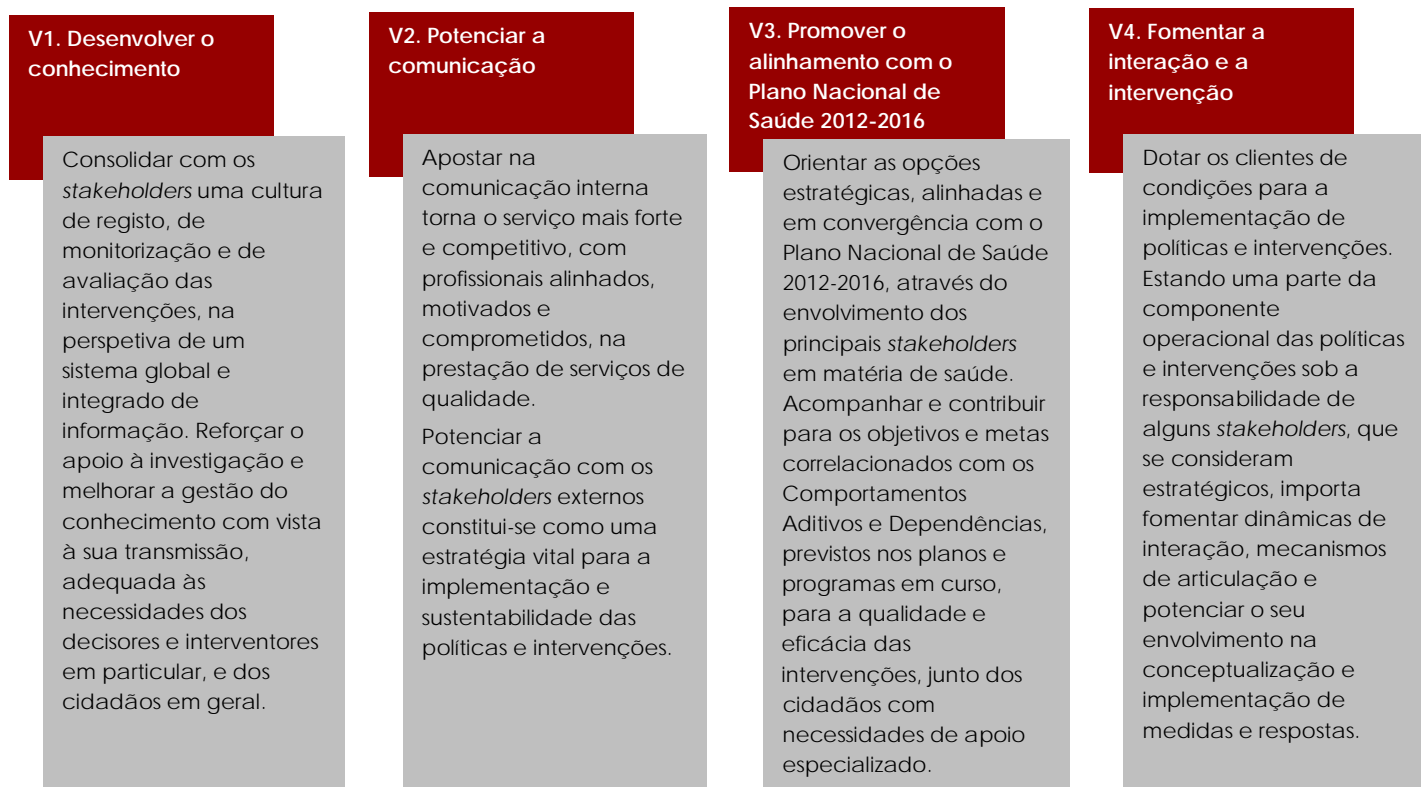 V1. Desenvolver o
conhecimento
Consolidar com os
stakeholders uma cultura
de registo, de
monitorização e de
avaliação das
intervenções, na
perspetiva de um
sistema global e
integrado de
informação. Reforçar o
apoio à investigação e
melhorar a gestão do
conhecimento com vista
à sua transmissão,
adequada às
necessidades dos
decisores e interventores
em particular, e dos
cidadãos em geral.
V2. Potenciar a
comunicação
Apostar na
comunicação interna
torna o serviço mais forte
e competitivo, com
profissionais alinhados,
motivados e
comprometidos, na
prestação de serviços de
qualidade.
Potenciar a
comunicação com os
stakeholders externos
constitui-se como uma
estratégia vital para a
implementação e
sustentabilidade das
políticas e intervenções.
V3. Promover o
alinhamento com o
Plano Nacional de
Saúde 2012-2016
Orientar as opções
estratégicas, alinhadas e
em convergência com o
Plano Nacional de Saúde
2012-2016, através do
envolvimento dos
principais stakeholders
em matéria de saúde.
Acompanhar e contribuir
para os objetivos e metas
correlacionados com os
Comportamentos
Aditivos e Dependências,
previstos nos planos e
programas em curso,
para a qualidade e
eficácia das
intervenções, junto dos
cidadãos com
necessidades de apoio
especializado.
V4. Fomentar a
interação e a
intervenção
Dotar os clientes de
condições para a
implementação de
políticas e intervenções.
Estando uma parte da
componente
operacional das políticas
e intervenções sob a
responsabilidade de
alguns stakeholders, que
se consideram
estratégicos, importa
fomentar dinâmicas de
interação, mecanismos
de articulação e
potenciar o seu
envolvimento na
conceptualização e
implementação de
medidas e respostas.